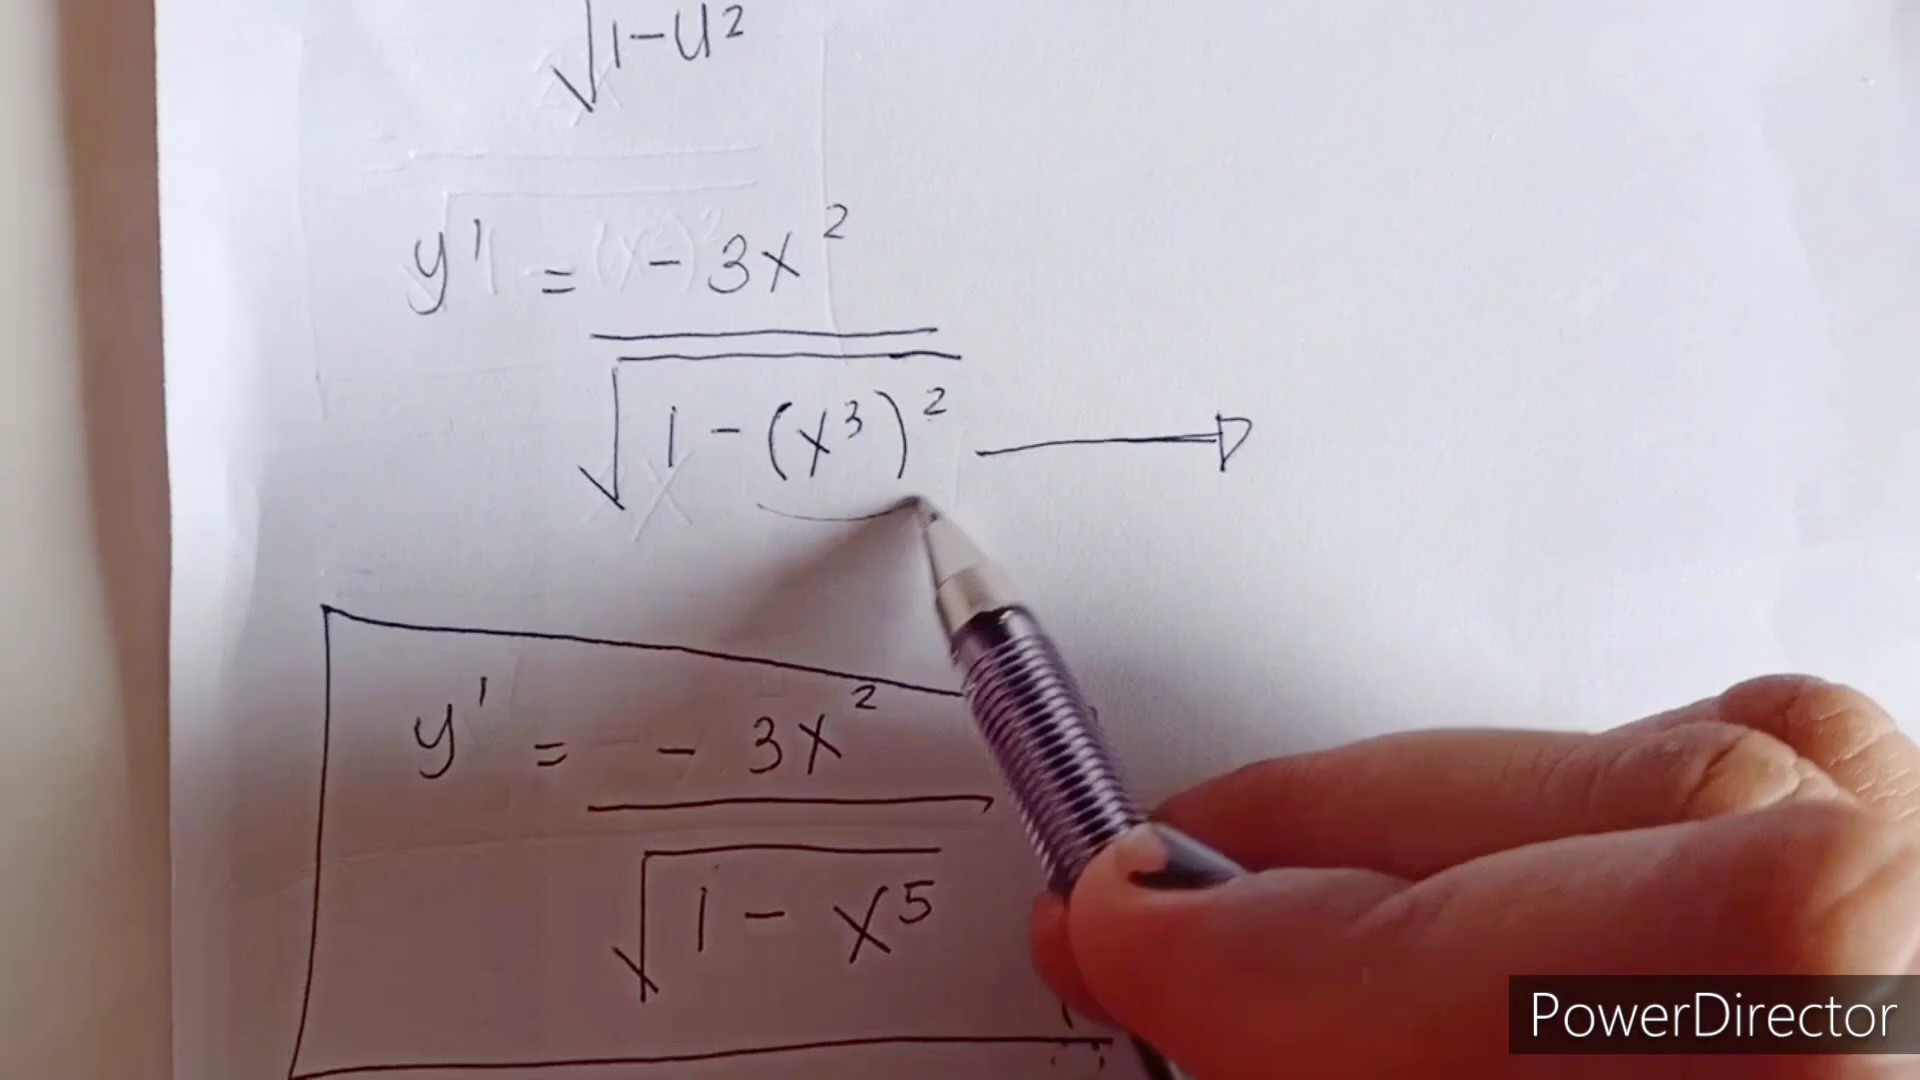 √1-u²
y' = -3x²
√1-(x³)²
y' = -3x²
√1-x⁵
PowerDirector